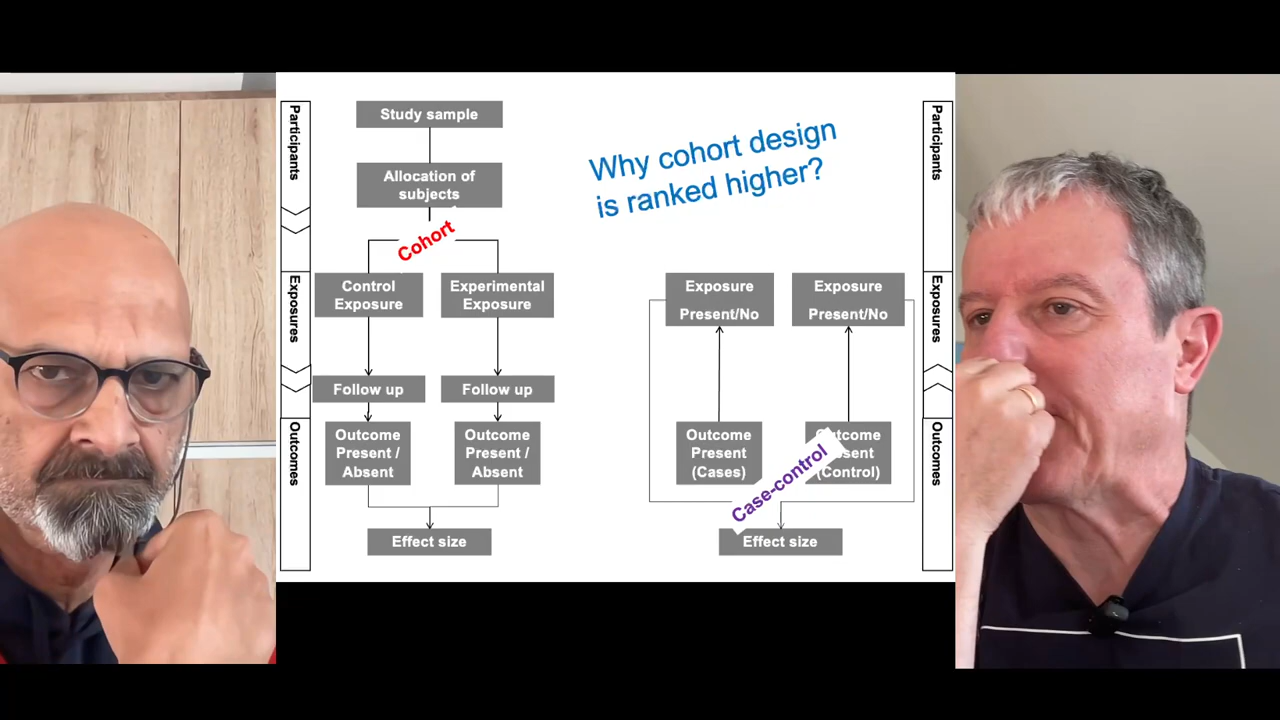 Participants
Exposures
Outcomes
Study sample
Allocation of
subjects
Cohort
Control
Exposure
Experimental
Exposure
Follow up
Follow up
Outcome
Present /
Absent
Outcome
Present /
Absent
Effect size
Why cohort design
is ranked higher?
Exposure
Present/No
Exposure
Present/No
Outcome
Present
(Cases)
(Control)
Case-control
Effect size
Participants
Exposures
Outcomes